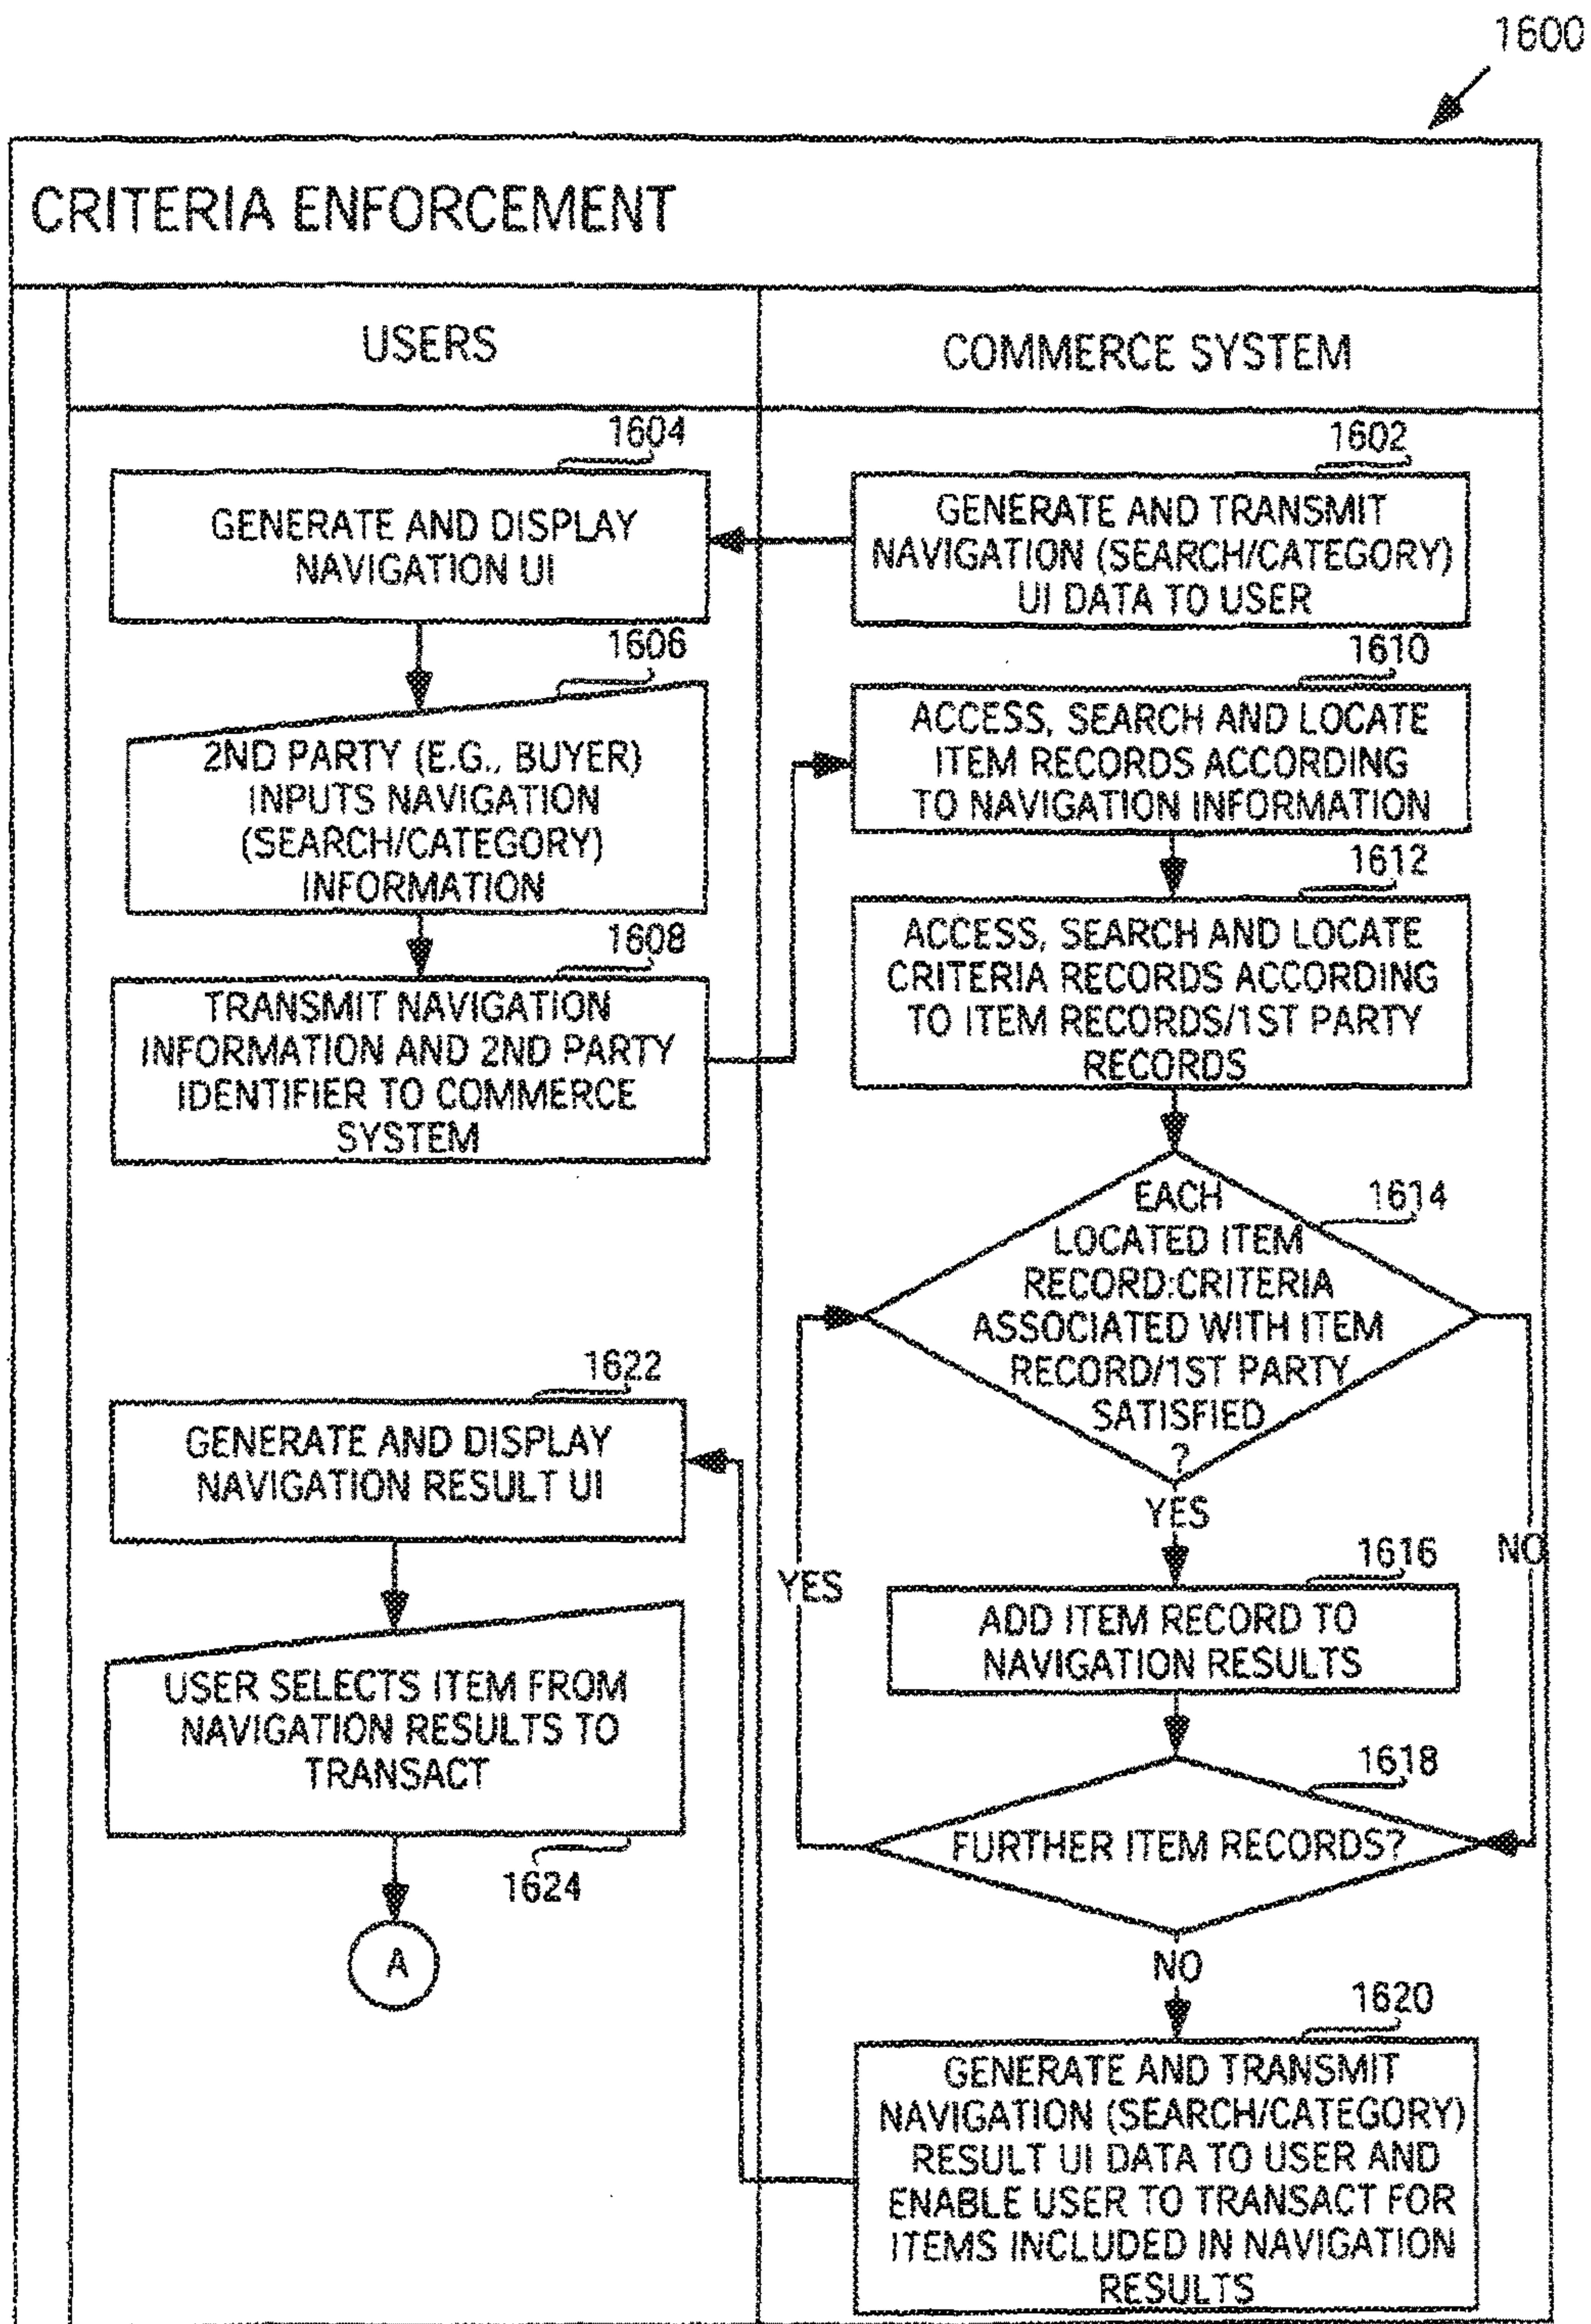 1600
CRITERIA ENFORCEMENT
USERS
COMMERCE SYSTEM
1604
GENERATE AND DISPLAY
NAVIGATION UI
1602
GENERATE AND TRANSMIT
NAVIGATION (SEARCH/CATEGORY)
UI DATA TO USER
1606
2ND PARTY (E.G., BUYER)
INPUTS NAVIGATION
(SEARCH/CATEGORY)
INFORMATION
1608
TRANSMIT NAVIGATION
INFORMATION AND 2ND PARTY
IDENTIFIER TO COMMERCE
SYSTEM
1610
ACCESS, SEARCH AND LOCATE
ITEM RECORDS ACCORDING
TO NAVIGATION INFORMATION
1612
ACCESS, SEARCH AND LOCATE
CRITERIA RECORDS ACCORDING
TO ITEM RECORDS/1ST PARTY
RECORDS
1614
EACH
LOCATED ITEM
RECORD:CRITERIA
ASSOCIATED WITH ITEM
RECORD/1ST PARTY
SATISFIED
?
YES
NO
1616
ADD ITEM RECORD TO
NAVIGATION RESULTS
YES
1618
FURTHER ITEM RECORDS?
NO
1620
GENERATE AND TRANSMIT
NAVIGATION (SEARCH/CATEGORY)
RESULT UI DATA TO USER AND
ENABLE USER TO TRANSACT FOR
ITEMS INCLUDED IN NAVIGATION
RESULTS
1622
GENERATE AND DISPLAY
NAVIGATION RESULT UI
USER SELECTS ITEM FROM
NAVIGATION RESULTS TO
TRANSACT
1624
A